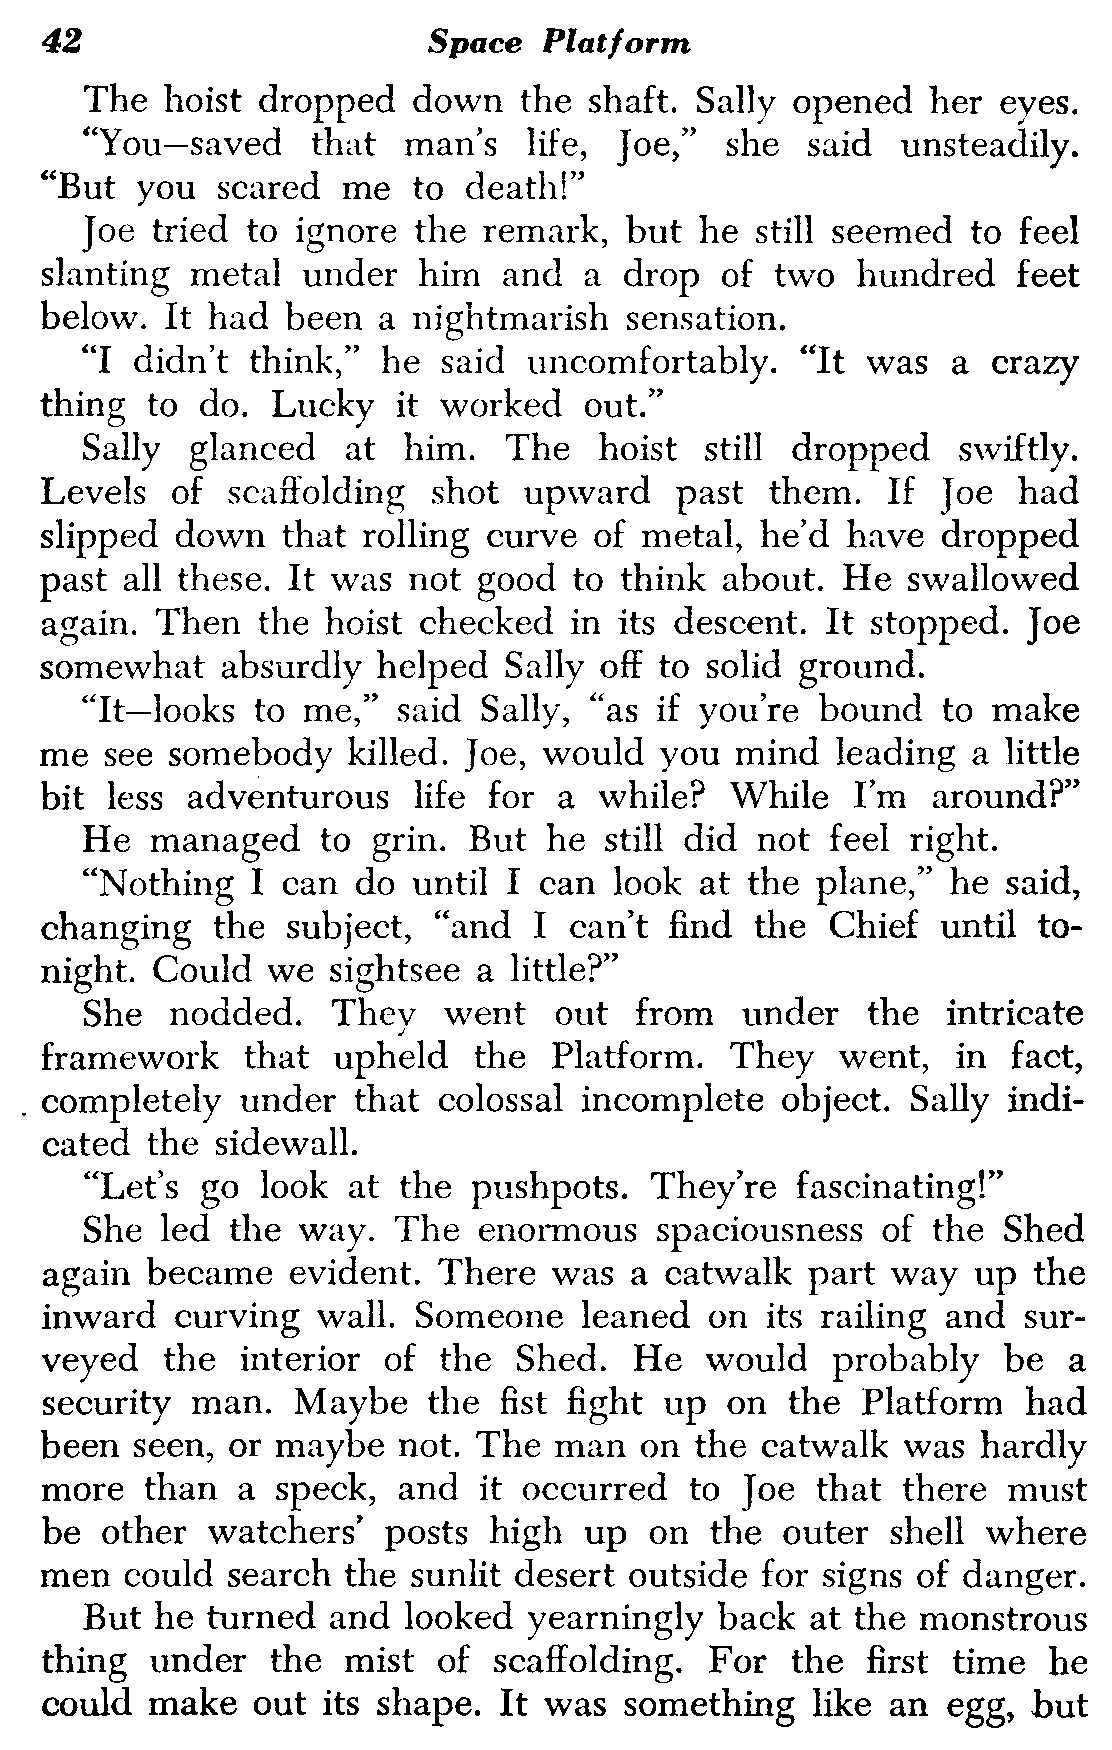 42 Space Platform
The hoist dropped down the shaft. Sally opened her eyes.
“You—saved that man’s life, Joe,” she said unsteadily.
“But you scared me to death!”
Joe tried to ignore the remark, but he still seemed to feel
slanting metal under him and a drop of two hundred feet
below. It had been a nightmarish sensation.
“I didn’t think,” he said uncomfortably. “It was a crazy
thing to do. Lucky it worked out.”
Sally glanced at him. The hoist still dropped swiftly.
Levels of scaffolding shot upward past them. If Joe had
slipped down that rolling curve of metal, he’d have dropped
past all these. It was not good to think about. He swallowed
again. Then the hoist checked in its descent. It stopped. Joe
somewhat absurdly helped Sally off to solid ground.
“It—looks to me,” said Sally, “as if you’re bound to make
me see somebody killed. Joe, would you mind leading a little
bit less adventurous life for a while? While I’m around?”
He managed to grin. But he still did not feel right.
“Nothing I can do until I can look at the plane,” he said,
changing the subject, “and I can’t find the Chief until to-
night. Could we sightsee a little?”
She nodded. They went out from under the intricate
framework that upheld the Platform. They went, in fact,
completely under that colossal incomplete object. Sally indi-
cated the sidewall.
“Let’s go look at the pushpots. They’re fascinating!”
She led the way. The enormous spaciousness of the Shed
again became evident. There was a catwalk part way up the
inward curving wall. Someone leaned on its railing and sur-
veyed the interior of the Shed. He would probably be a
security man. Maybe the fist fight up on the Platform had
been seen, or maybe not. The man on the catwalk was hardly
more than a speck, and it occurred to Joe that there must
be other watchers’ posts high up on the outer shell where
men could search the sunlit desert outside for signs of danger.
But he turned and looked yearningly back at the monstrous
thing under the mist of scaffolding. For the first time he
could make out its shape. It was something like an egg, but